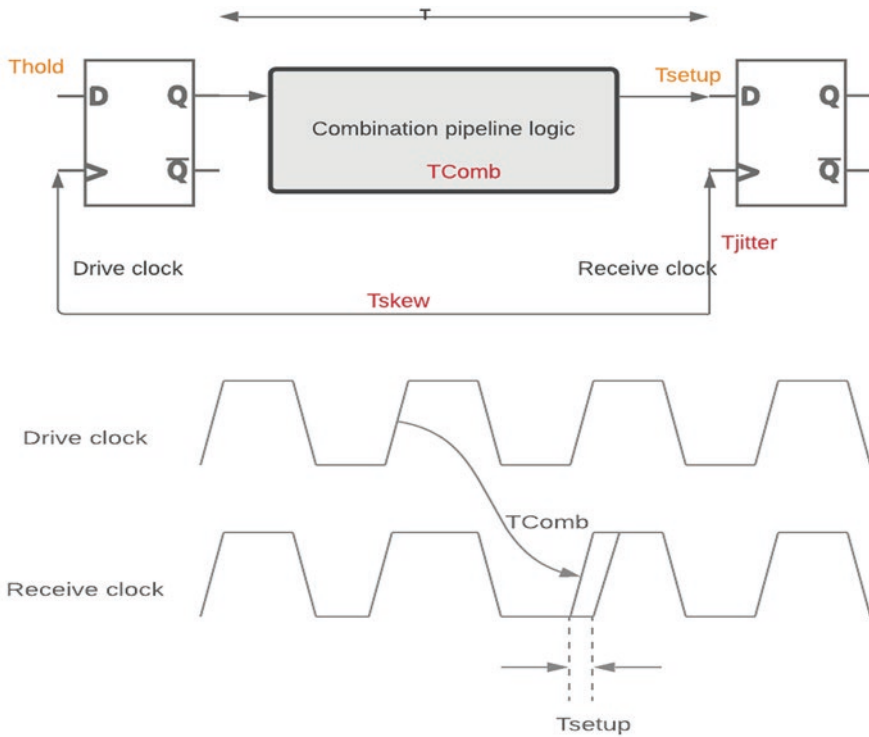 T
Thold
Tsetup
D Q
D Q
Combination pipeline logic
TComb
Q
Q
Tjitter
Drive clock
Receive clock
Tskew
Drive clock
TComb
Receive clock
Tsetup